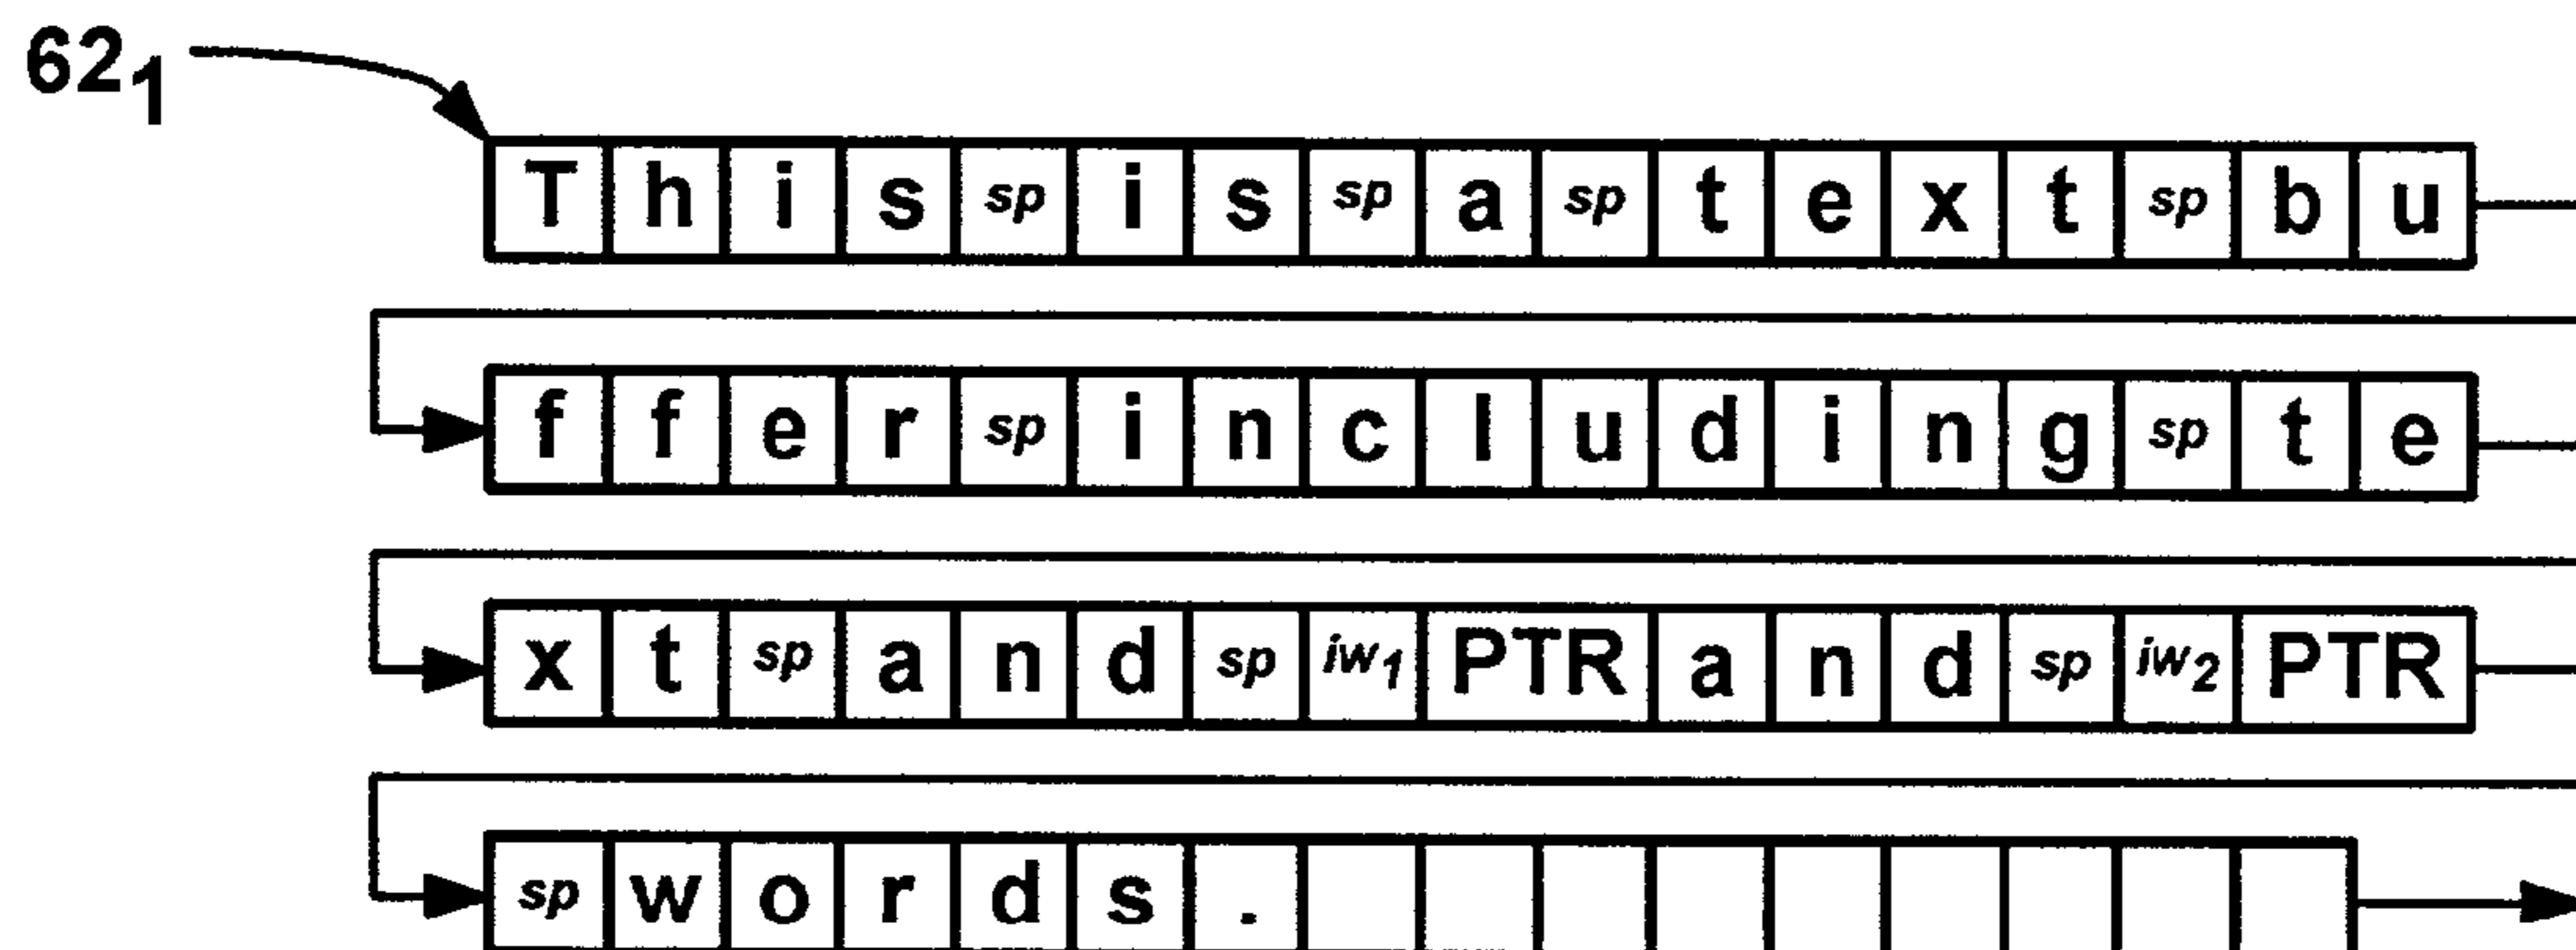 62₁
T h i s sp i s sp a sp t e x t sp b u
f f e r sp i n c l u d i n g sp t e
x t sp a n d sp iw₁ PTR a n d sp iw₂ PTR
sp w o r d s .